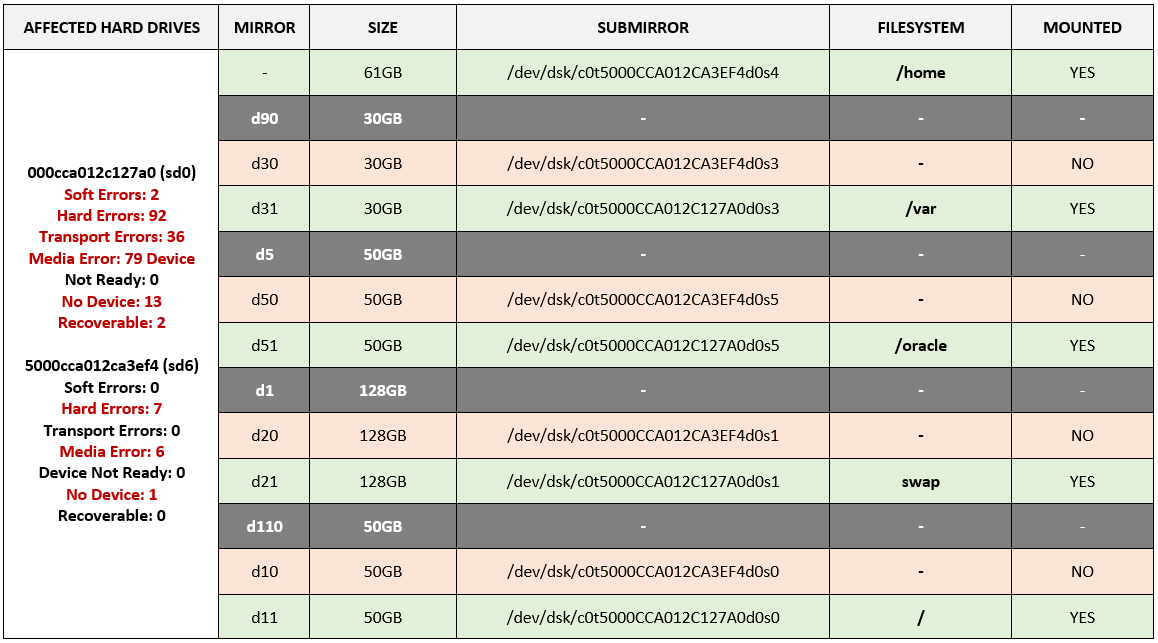 AFFECTED HARD DRIVES MIRROR SIZE SUBMIRROR FILESYSTEM MOUNTED
000cca012c127a0 (sd0)
Soft Errors: 2
Hard Errors: 92
Transport Errors: 36
Media Error: 79 Device
Not Ready: 0
No Device: 13
Recoverable: 2
5000cca012ca3ef4 (sd6)
Soft Errors: 0
Hard Errors: 7
Transport Errors: 0
Media Error: 6
Device Not Ready: 0
No Device: 1
Recoverable: 0
- 61GB /dev/dsk/c0t5000CCA012CA3EF4d0s4 /home YES
d90 30GB - - -
d30 30GB /dev/dsk/c0t5000CCA012CA3EF4d0s3 - NO
d31 30GB /dev/dsk/c0t5000CCA012C127A0d0s3 /var YES
d5 50GB - - -
d50 50GB /dev/dsk/c0t5000CCA012CA3EF4d0s5 - NO
d51 50GB /dev/dsk/c0t5000CCA012C127A0d0s5 /oracle YES
d1 128GB - - -
d20 128GB /dev/dsk/c0t5000CCA012CA3EF4d0s1 - NO
d21 128GB /dev/dsk/c0t5000CCA012C127A0d0s1 swap YES
d110 50GB - - -
d10 50GB /dev/dsk/c0t5000CCA012CA3EF4d0s0 - NO
d11 50GB /dev/dsk/c0t5000CCA012C127A0d0s0 / YES